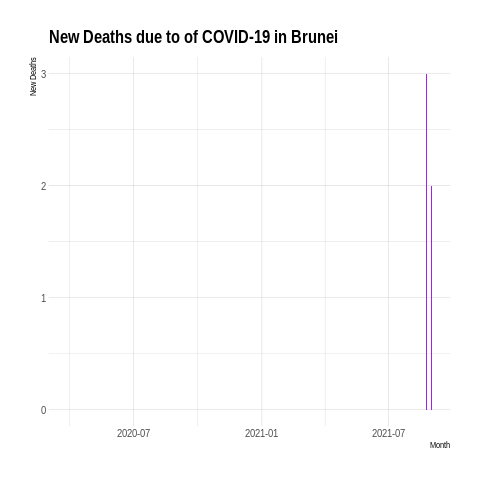 New Deaths due to of COVID-19 in Brunei
New Deaths
3
2
1
0
2020-07
2021-01
2021-07
Month